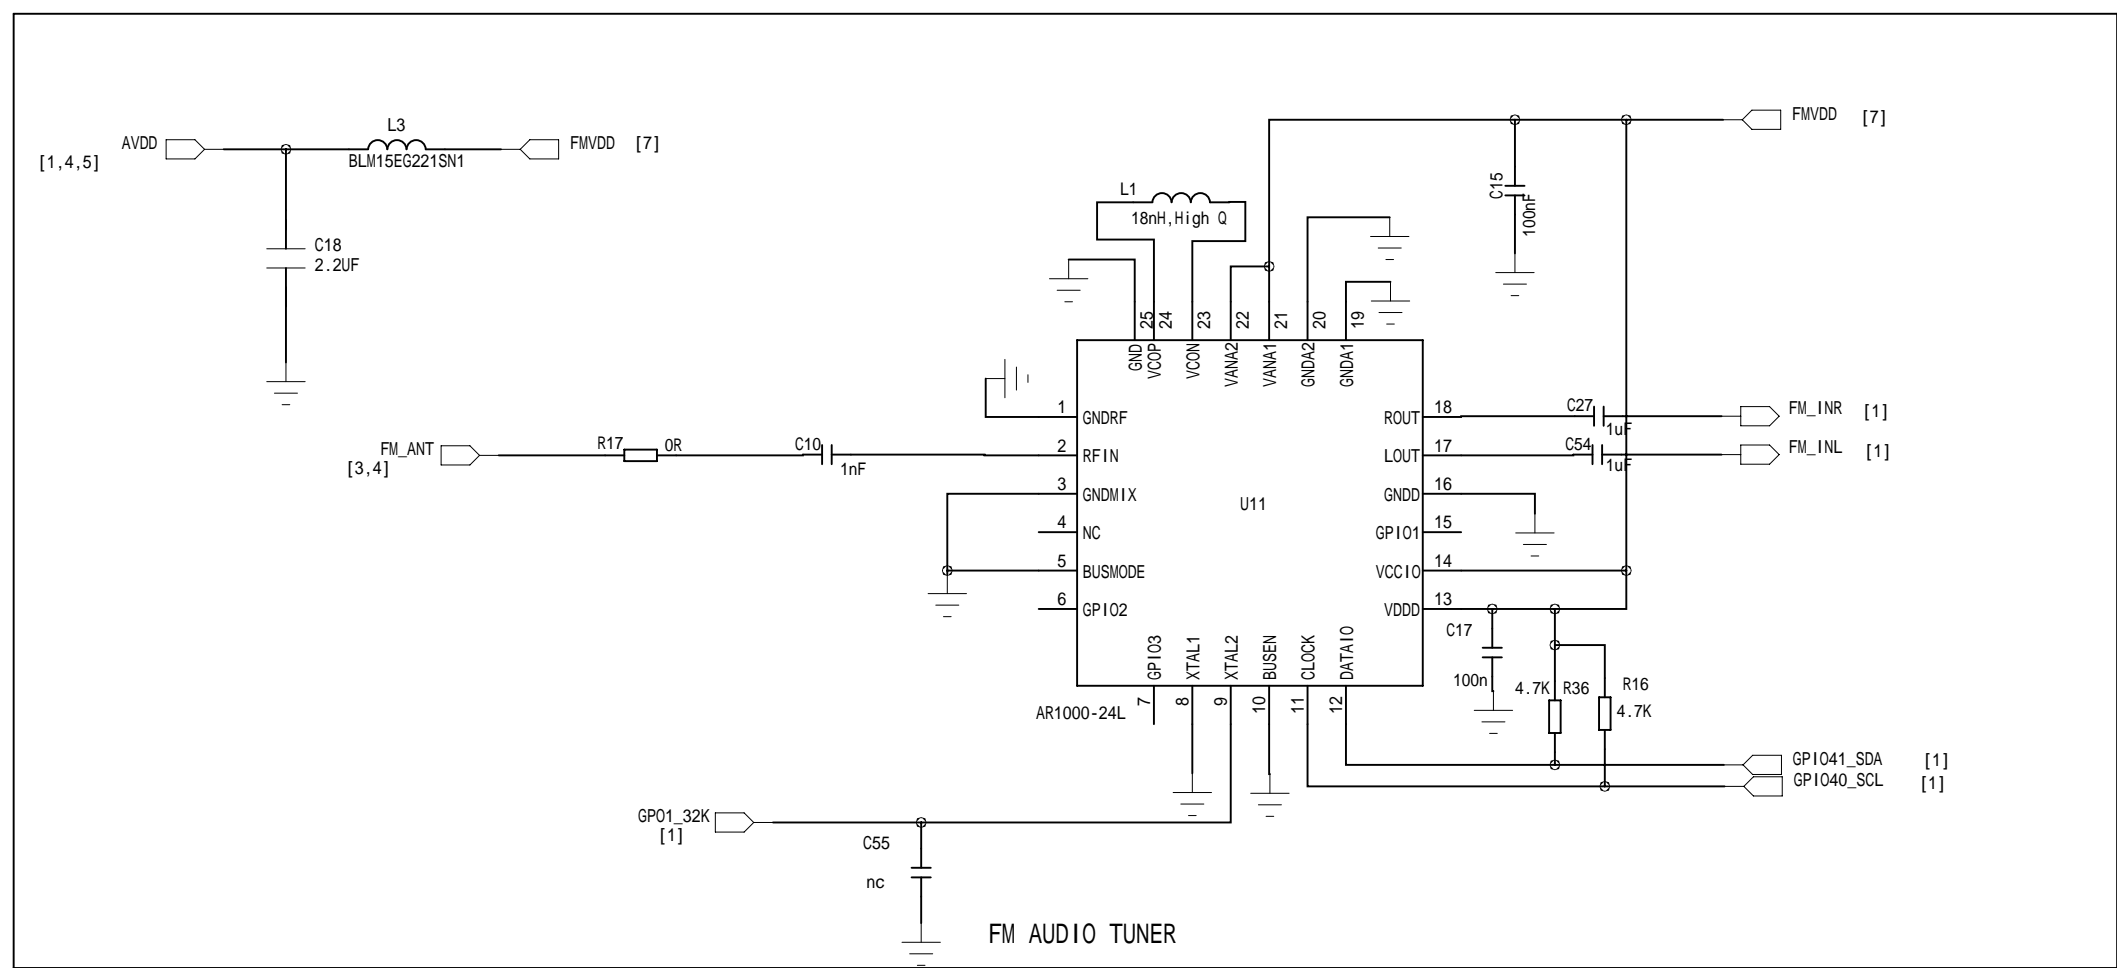 AVDD
[1,4,5]
L3
BLM15EG221SN1
FMVDD [7]
C18
2.2UF
FMVDD [7]
C15
100nF
L1
18nH,High Q
25
24
23
22
21
20
19
GND
VCOP
VCON
VANA2
VANA1
GNDA2
GNDA1
1 GNDRF
2 RFIN
3 GNDMIX
4 NC
5 BUSMODE
6 GPIO2
FM_ANT
[3,4]
R17 0R
C10
1nF
U11
ROUT 18
LOUT 17
GNDD 16
GPIO1 15
VCCIO 14
VDDD 13
C27
1uF
FM_INR [1]
C54
1uF
FM_INL [1]
GPIO3
XTAL1
XTAL2
BUSEN
CLOCK
DATAIO
7
8
9
10
11
12
AR1000-24L
C17
100n
4.7K R36
R16
4.7K
GPIO41_SDA [1]
GPIO40_SCL [1]
GPO1_32K
[1]
C55
nc
FM AUDIO TUNER